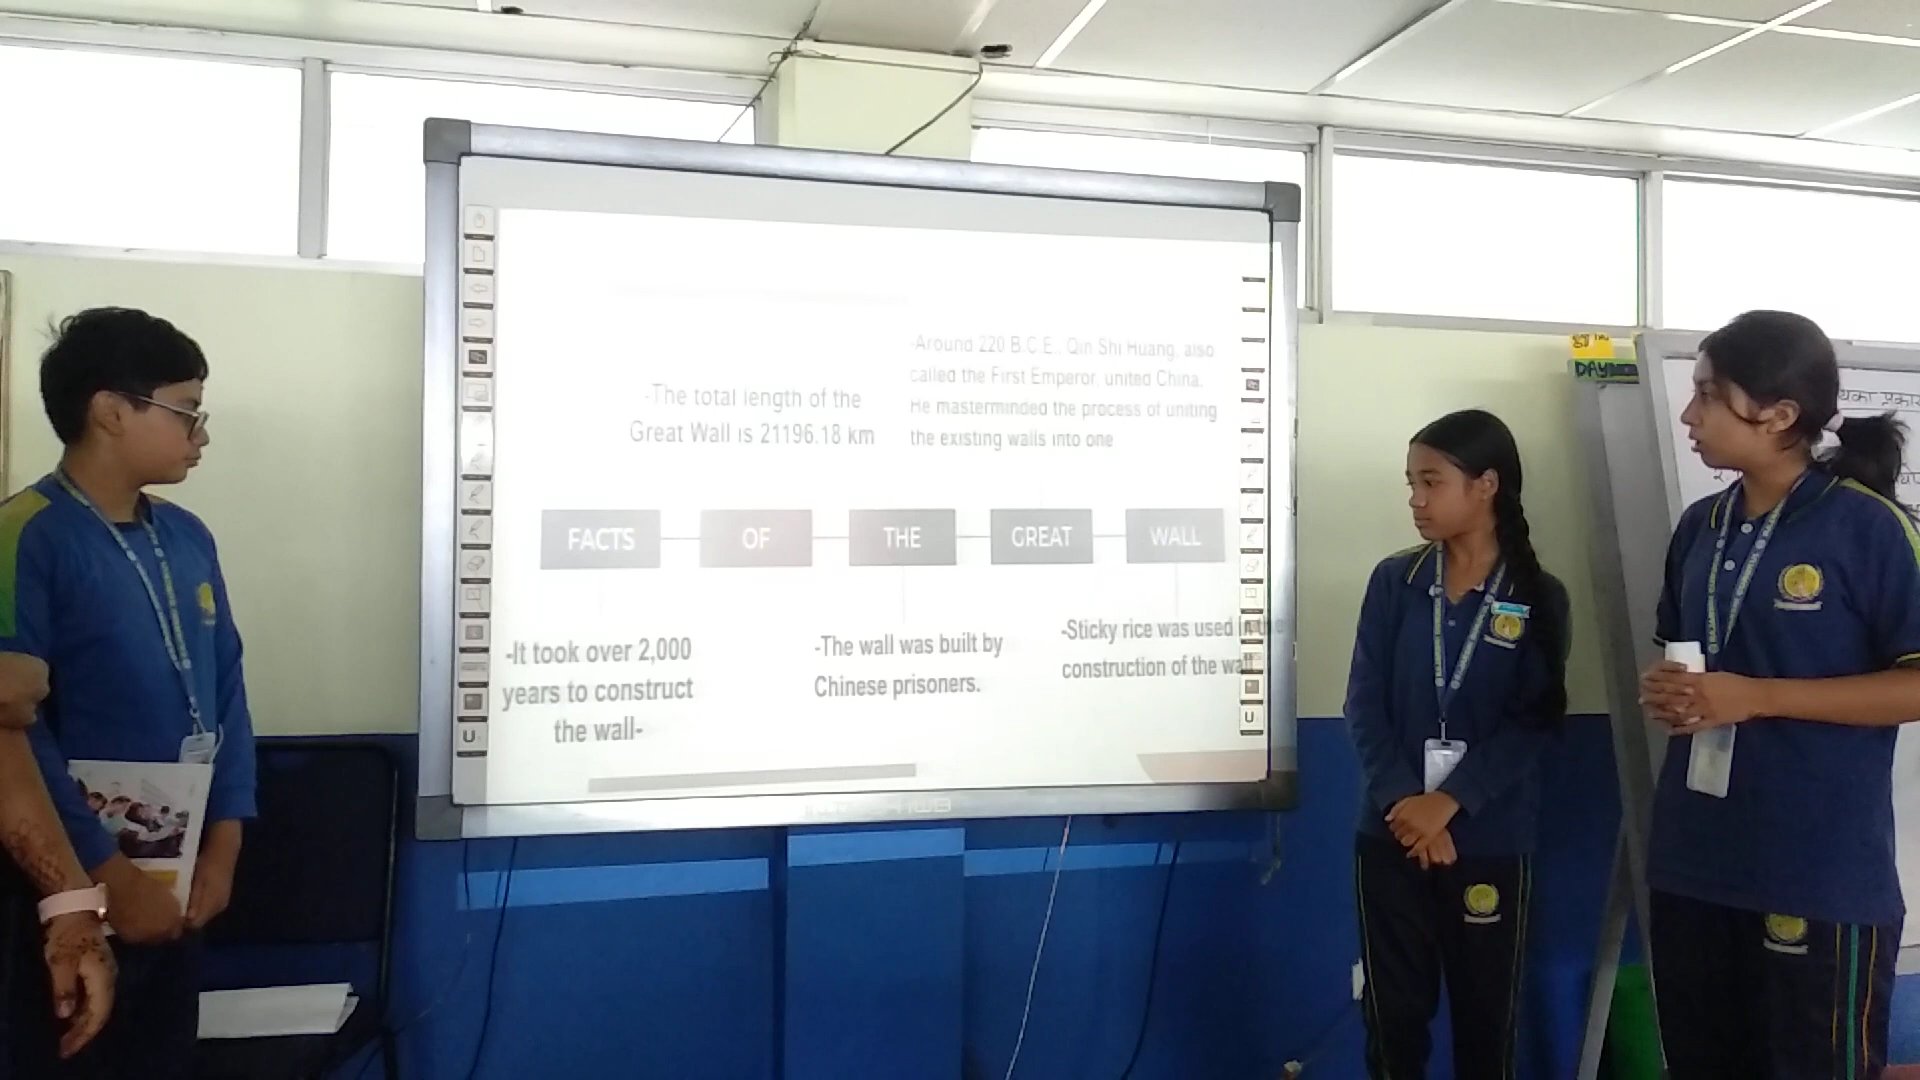 -The total length of the
Great Wall is 21196.18 km
-Around 220 B.C.E., Qin Shi Huang, also
called the First Emperor, united China.
He masterminded the process of uniting
the existing walls into one
FACTS OF THE GREAT WALL
-It took over 2,000
years to construct
the wall-
-The wall was built by
Chinese prisoners.
-Sticky rice was used in the
construction of the wall.
U
U
DAY